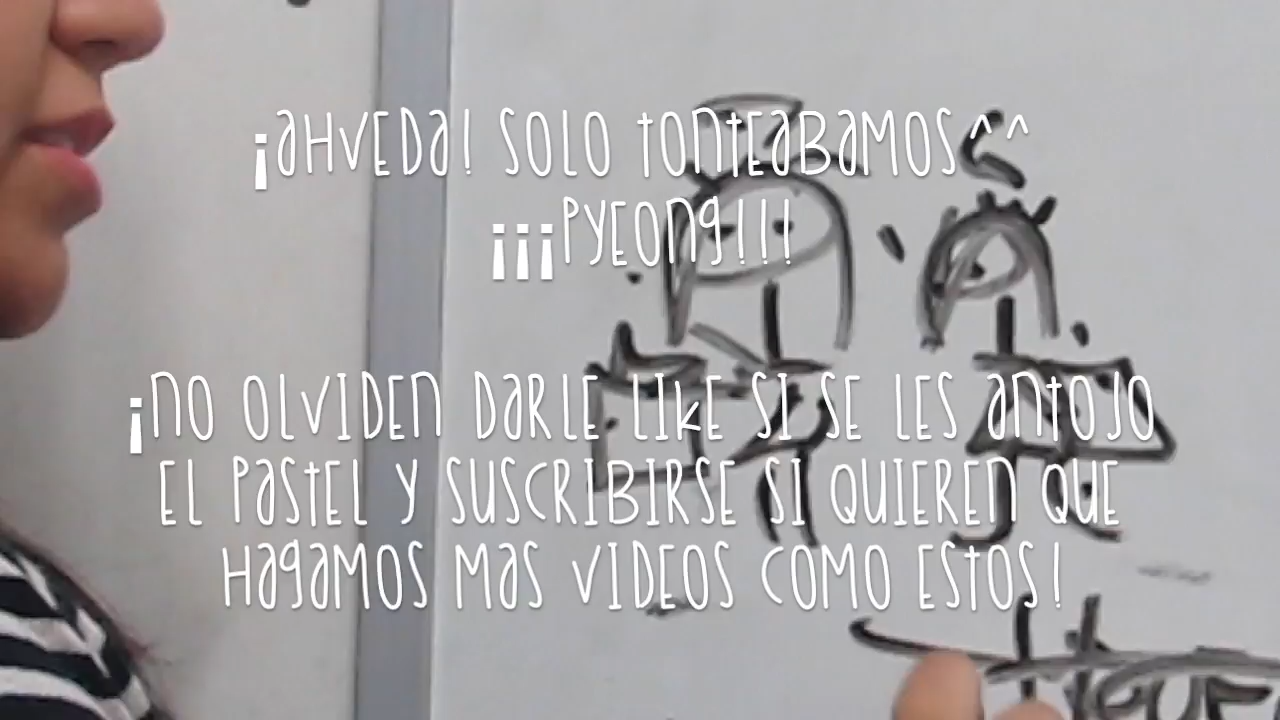 ¡AHVEDA! SOLO TONTEABAMOS^^
¡¡¡PYEONG!!!
¡NO OLVIDEN DARLE LIKE SI SE LES ANTOJO
EL PASTEL Y SUSCRIBIRSE SI QUIEREN QUE
HAGAMOS MAS VIDEOS COMO ESTOS!